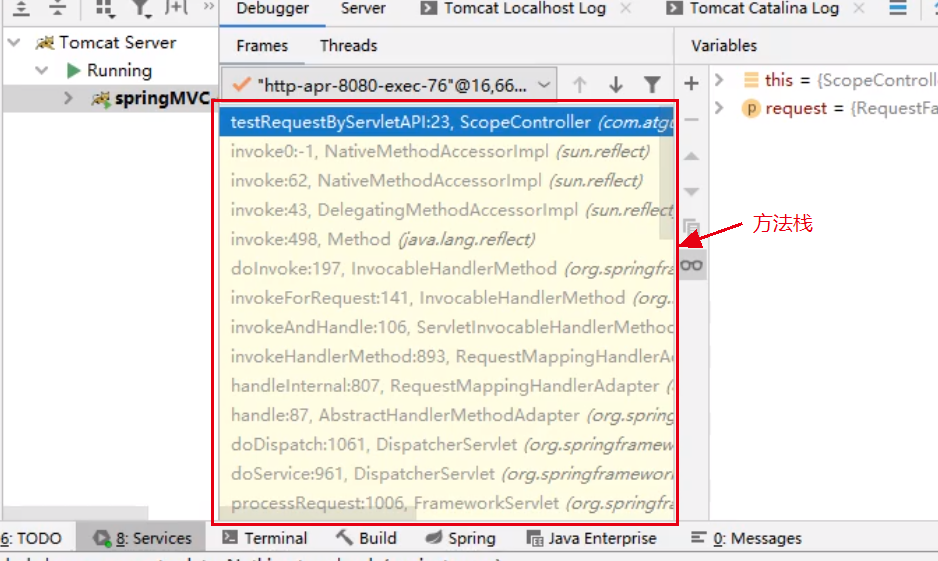 Debugger Server Tomcat Localhost Log Tomcat Catalina Log
Tomcat Server
Running
springMVC
Frames Threads
Variables
"http-apr-8080-exec-76"@16,66...
this = {ScopeControll
request = {RequestFa
testRequestByServletAPI:23, ScopeController (com.atgu
invoke0:-1, NativeMethodAccessorImpl (sun.reflect)
invoke:62, NativeMethodAccessorImpl (sun.reflect)
invoke:43, DelegatingMethodAccessorImpl (sun.reflect
invoke:498, Method (java.lang.reflect)
doInvoke:197, InvocableHandlerMethod (org.springfra
invokeForRequest:141, InvocableHandlerMethod (org.
invokeAndHandle:106, ServletInvocableHandlerMethod
invokeHandlerMethod:893, RequestMappingHandlerAd
handleInternal:807, RequestMappingHandlerAdapter (
handle:87, AbstractHandlerMethodAdapter (org.spring
doDispatch:1061, DispatcherServlet (org.springframew
doService:961, DispatcherServlet (org.springframework
processRequest:1006, FrameworkServlet (org.springfra
方法栈
6: TODO 8: Services Terminal Build Spring Java Enterprise 0: Messages